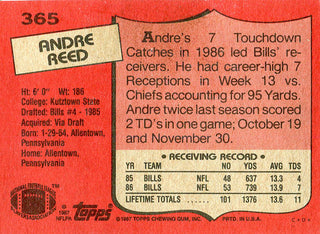 365
ANDRE
REED
Ht: 6' 0" Wt: 186
College: Kutztown State
Drafted: Bills #4 - 1985
Acquired: Via Draft
Born: 1-29-64, Allentown,
Pennsylvania
Home: Allentown,
Pennsylvania
Andre's 7 Touchdown
Catches in 1986 led Bills' re-
ceivers. He had career-high 7
Receptions in Week 13 vs.
Chiefs accounting for 95 Yards.
Andre twice last season scored
2 TD's in one game; October 19
and November 30.
• RECEIVING RECORD •
YR TEAM NO. YDS. AVG. TDS
85 BILLS NFL 48 637 13.3 4
86 BILLS NFL 53 739 13.9 7
LIFETIME TOTALS 101 1376 13.6 11
TM
© 1987
NFLPA
Topps
©1987 TOPPS CHEWING GUM, INC. PRTD. IN U.S.A.